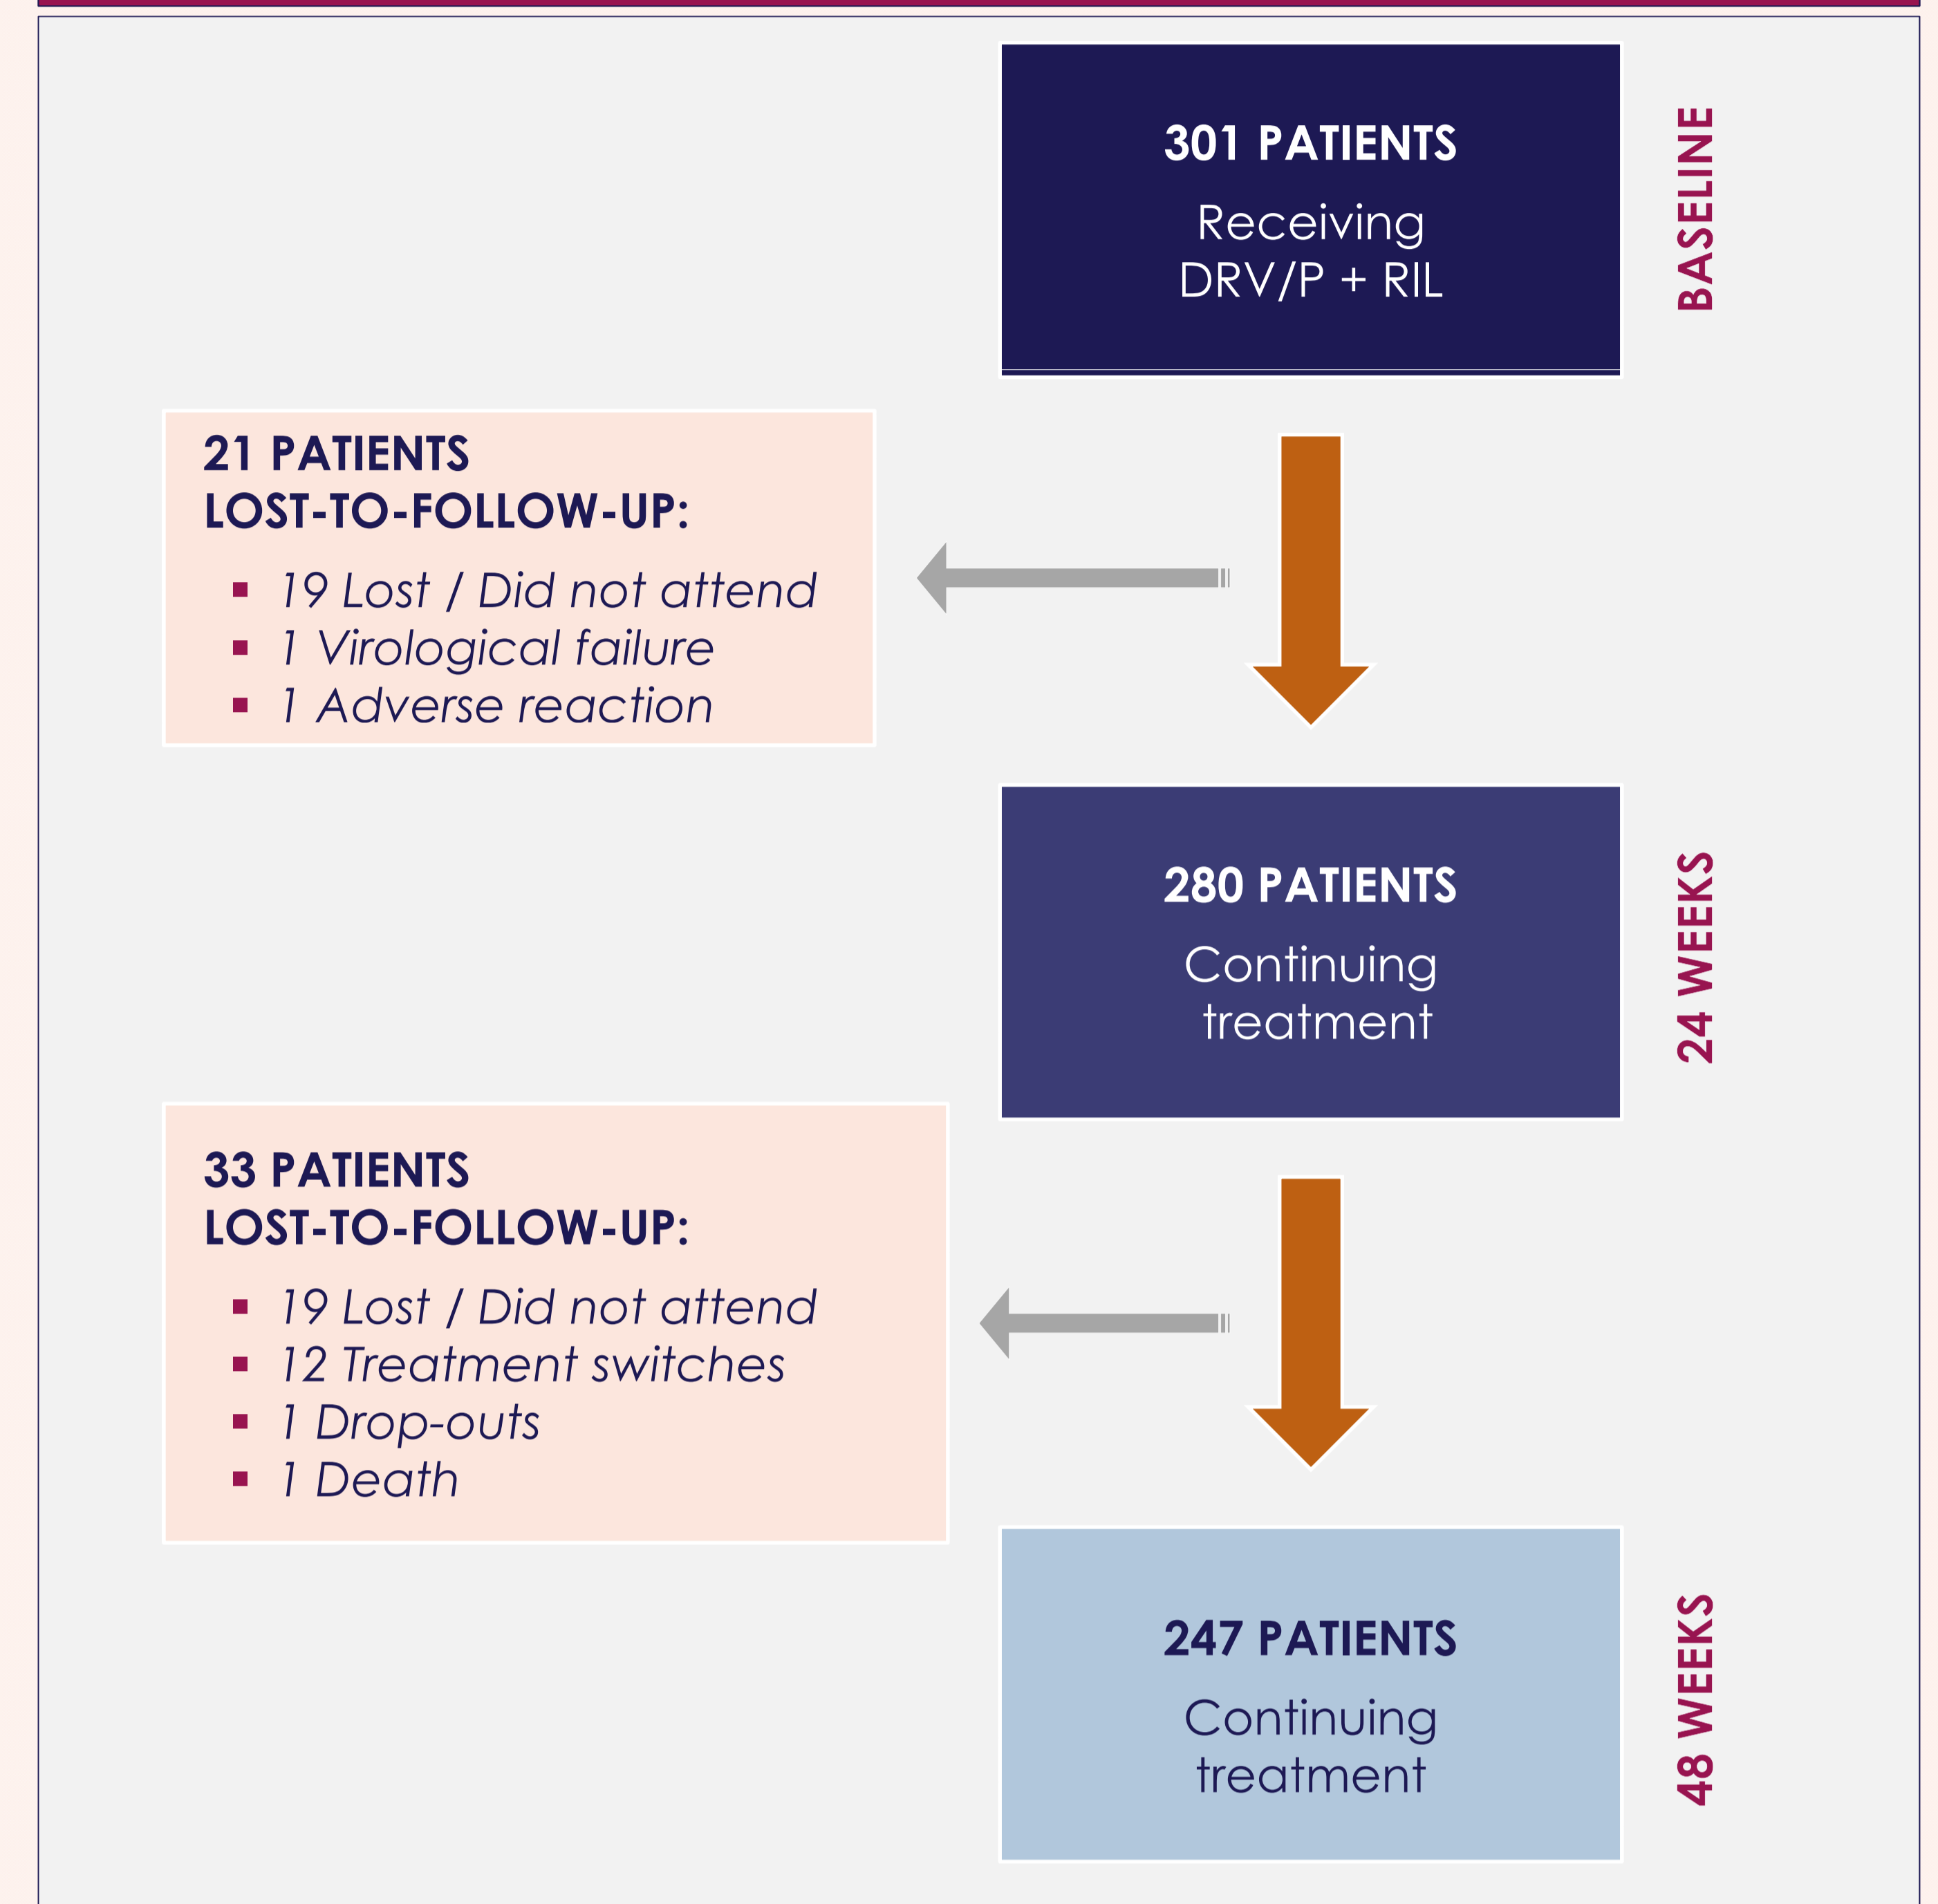 301 PATIENTS
Receiving
DRV/P + RIL
BASELINE
21 PATIENTS
LOST-TO-FOLLOW-UP:
19 Lost / Did not attend
1 Virological failure
1 Adverse reaction
280 PATIENTS
Continuing
treatment
24 WEEKS
33 PATIENTS
LOST-TO-FOLLOW-UP:
19 Lost / Did not attend
12 Treatment switches
1 Drop-outs
1 Death
247 PATIENTS
Continuing
treatment
48 WEEKS